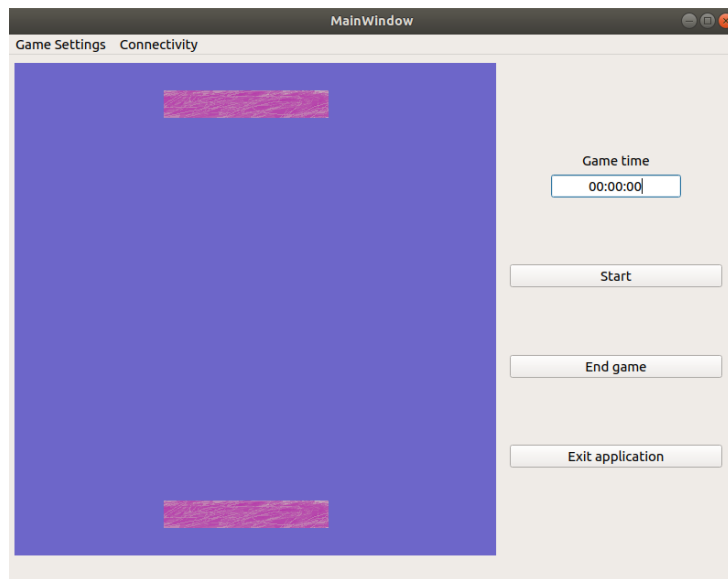 MainWindow
Game Settings Connectivity
Game time
00:00:00
Start
End game
Exit application